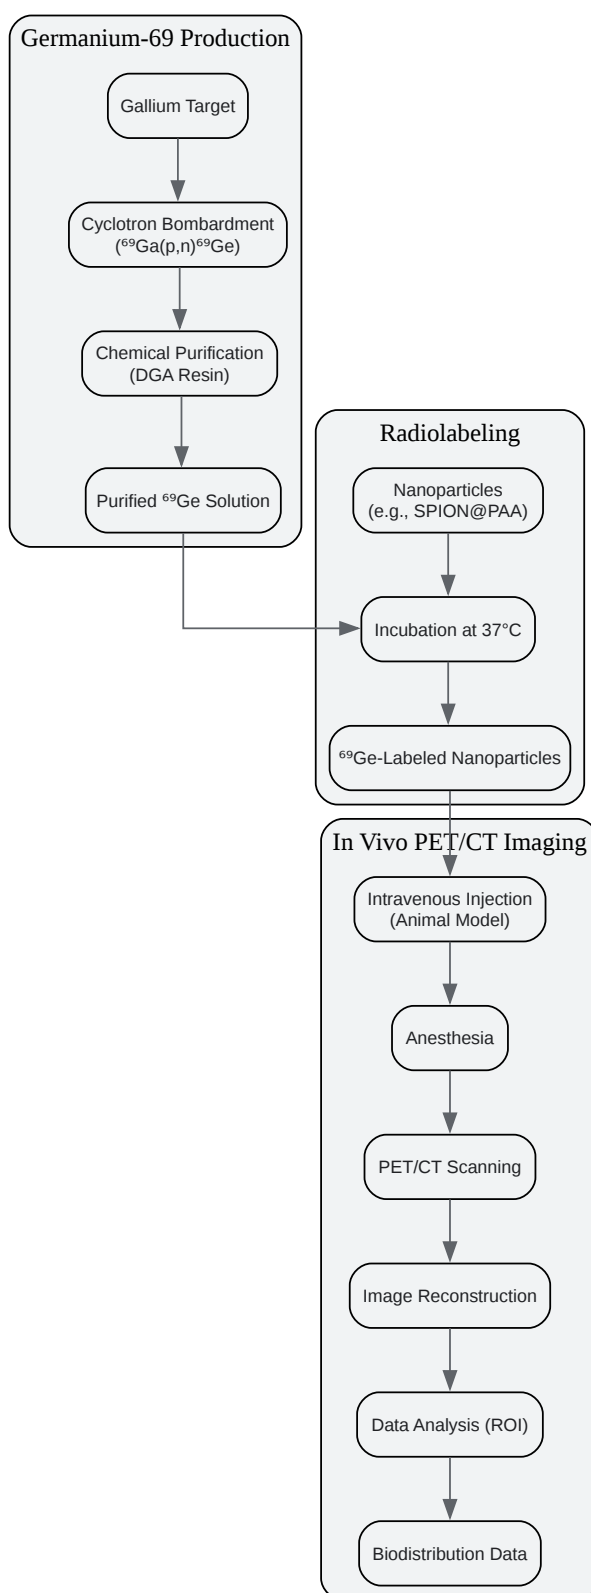 Germanium-69 Production
Gallium Target
Cyclotron Bombardment
(⁶⁹Ga(p,n)⁶⁹Ge)
Chemical Purification
(DGA Resin)
Purified ⁶⁹Ge Solution
Radiolabeling
Nanoparticles
(e.g., SPION@PAA)
Incubation at 37°C
⁶⁹Ge-Labeled Nanoparticles
In Vivo PET/CT Imaging
Intravenous Injection
(Animal Model)
Anesthesia
PET/CT Scanning
Image Reconstruction
Data Analysis (ROI)
Biodistribution Data